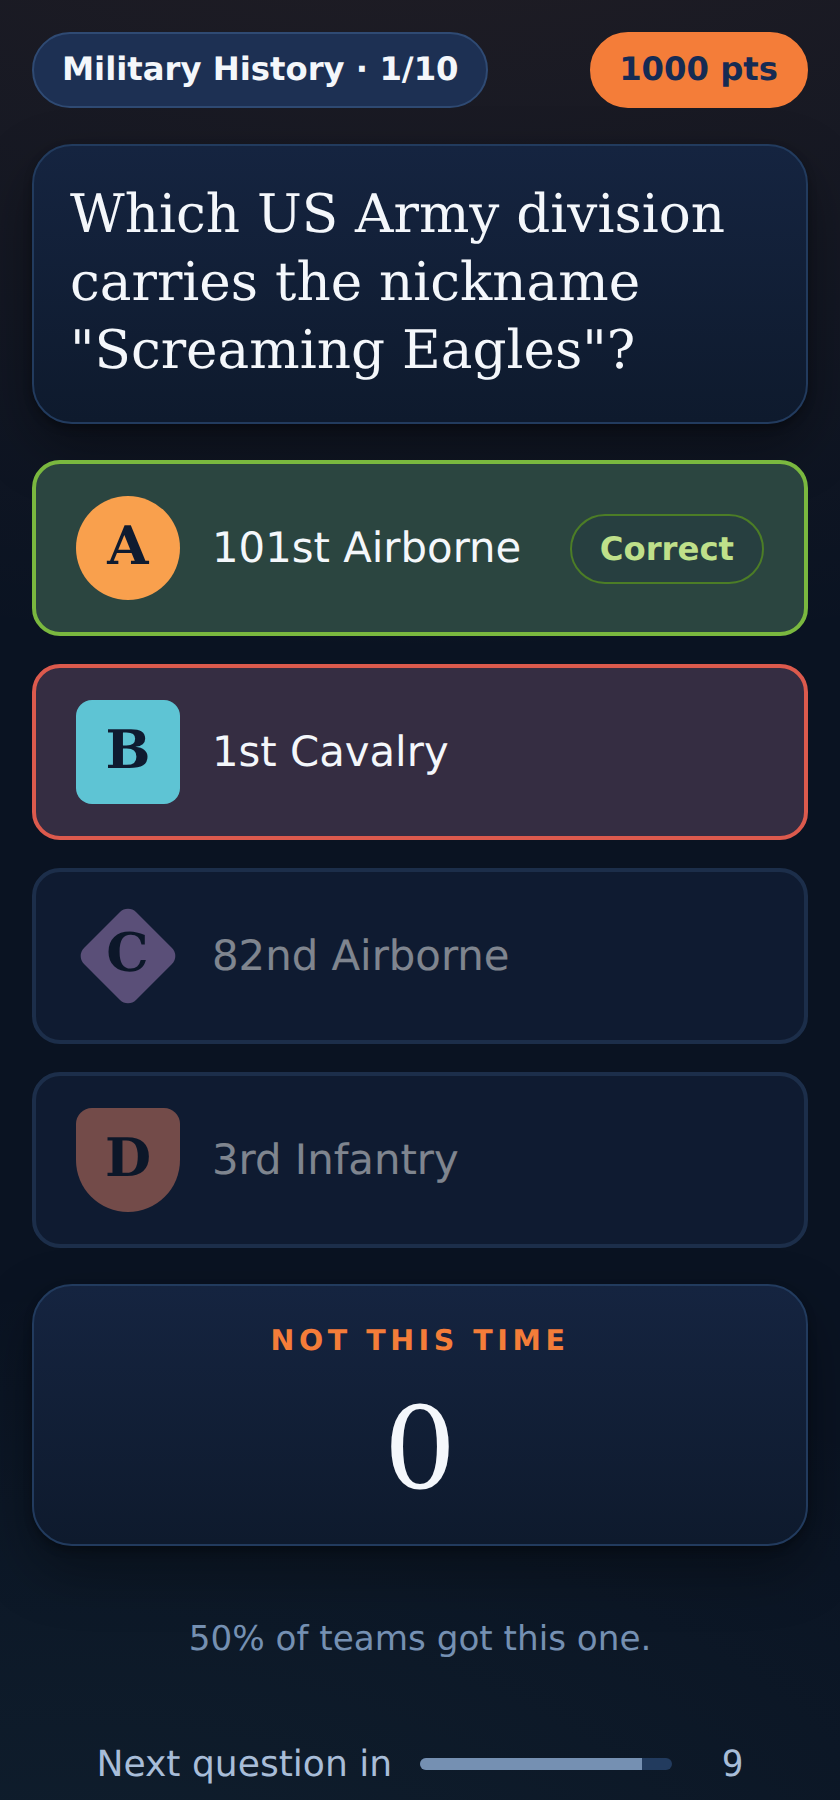 Military History · 1/10
1000 pts
Which US Army division
carries the nickname
"Screaming Eagles"?
A 101st Airborne Correct
B 1st Cavalry
C 82nd Airborne
D 3rd Infantry
NOT THIS TIME
0
50% of teams got this one.
Next question in 9